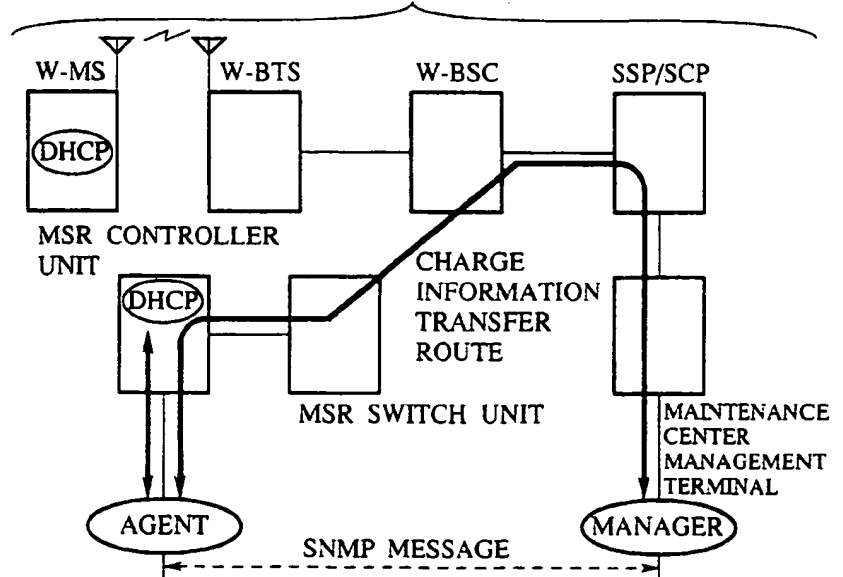 W-MS
W-BTS
W-BSC
SSP/SCP
DHCP
MSR CONTROLLER
UNIT
DHCP
CHARGE
INFORMATION
TRANSFER
ROUTE
MSR SWITCH UNIT
MAINTENANCE
CENTER
MANAGEMENT
TERMINAL
AGENT
MANAGER
SNMP MESSAGE